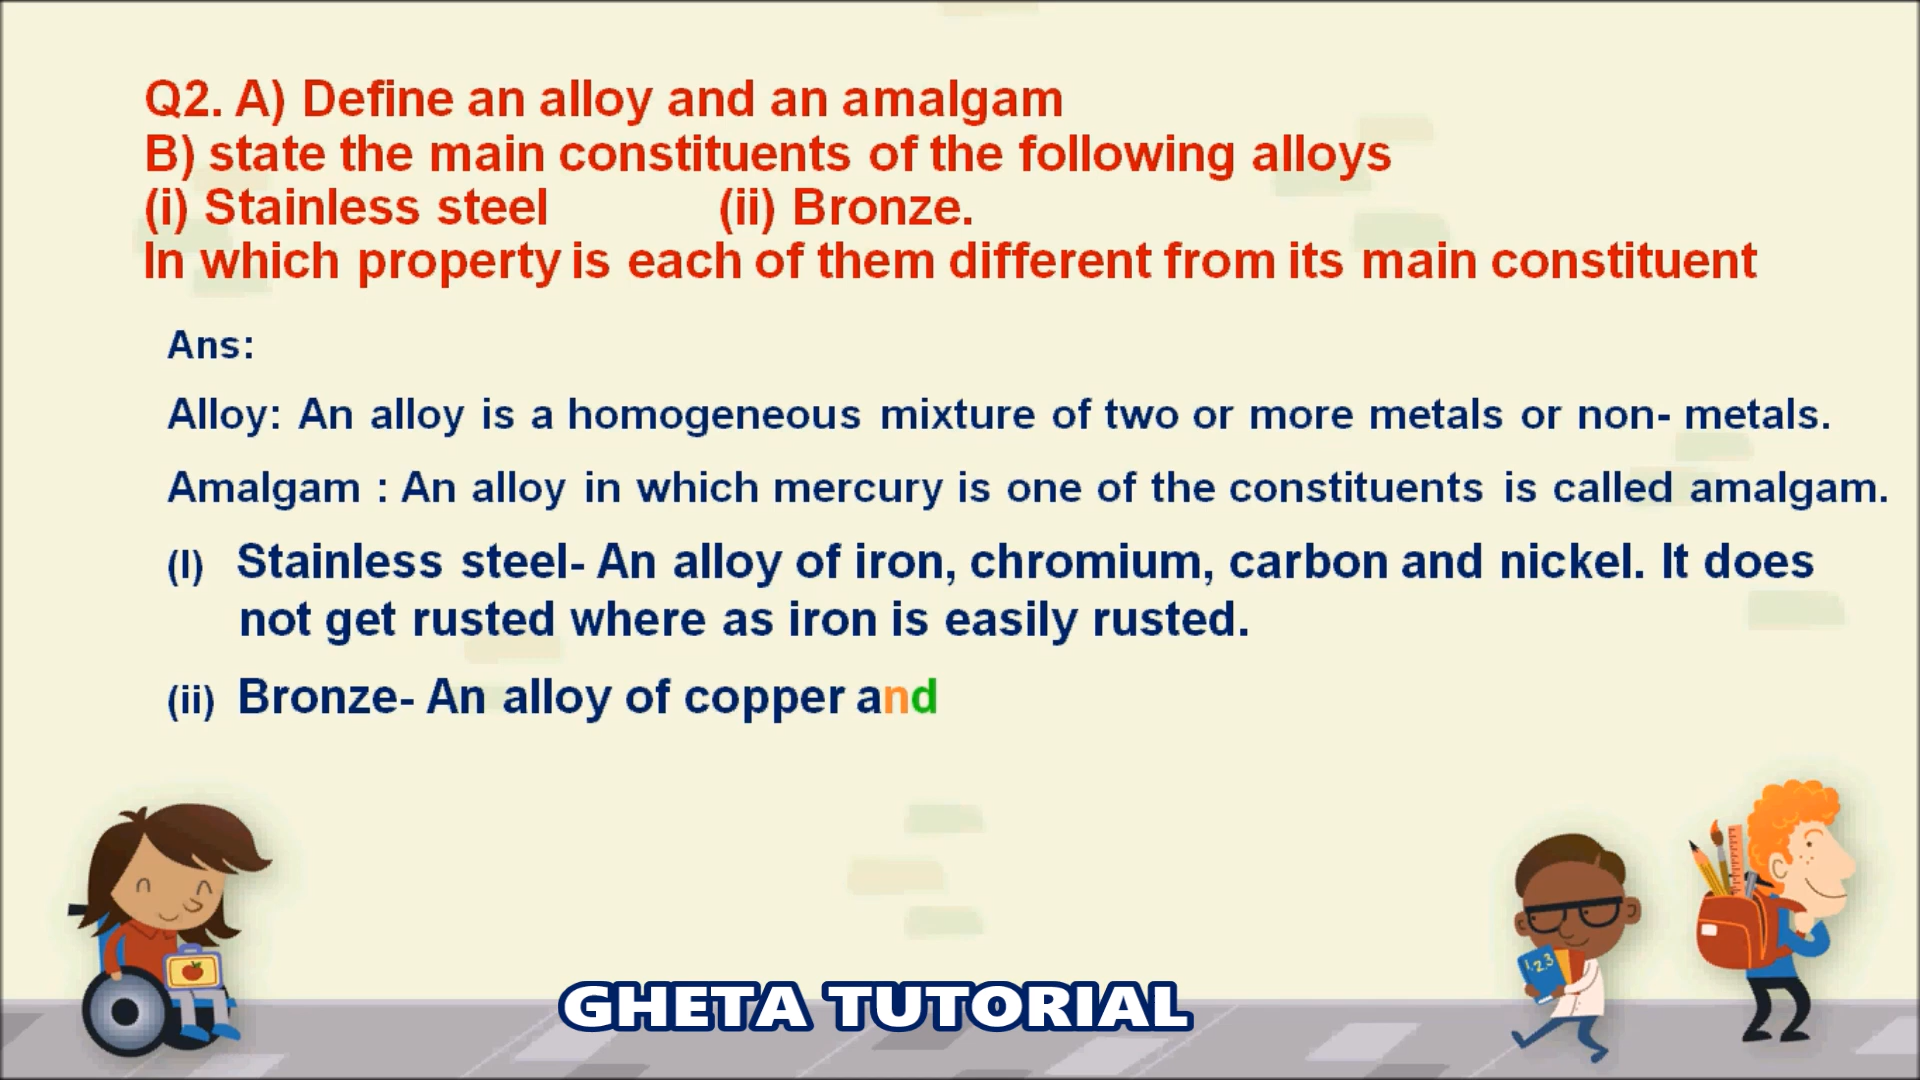 Q2. A) Define an alloy and an amalgam
B) state the main constituents of the following alloys
(i) Stainless steel (ii) Bronze.
In which property is each of them different from its main constituent
Ans:
Alloy: An alloy is a homogeneous mixture of two or more metals or non- metals.
Amalgam : An alloy in which mercury is one of the constituents is called amalgam.
(I) Stainless steel- An alloy of iron, chromium, carbon and nickel. It does
not get rusted where as iron is easily rusted.
(ii) Bronze- An alloy of copper and
123
GHETA TUTORIAL